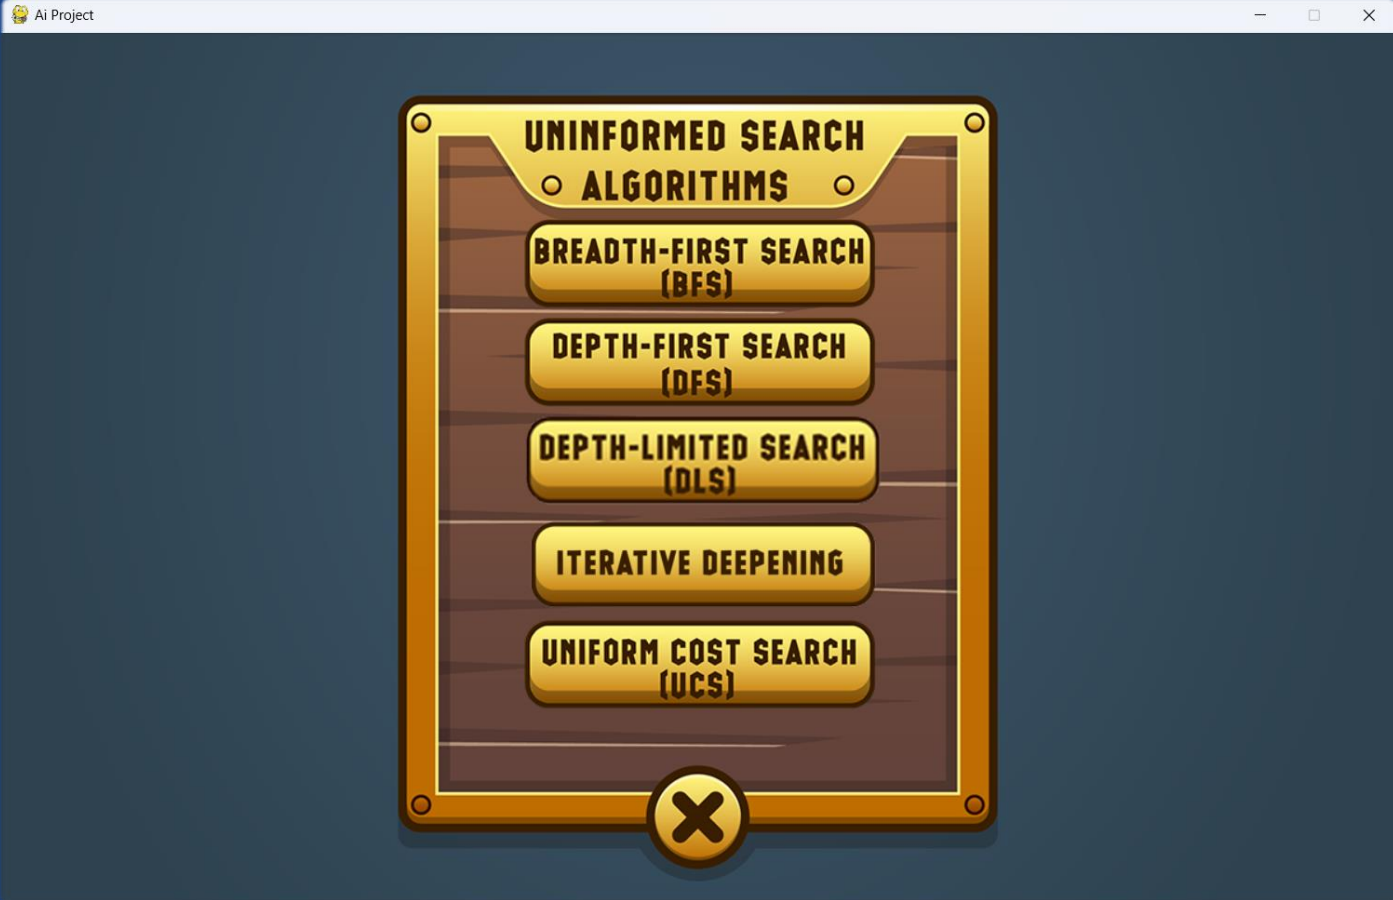 Ai Project
UNINFORMED SEARCH
ALGORITHMS
BREADTH-FIRST SEARCH
(BFS)
DEPTH-FIRST SEARCH
(DFS)
DEPTH-LIMITED SEARCH
(DLS)
ITERATIVE DEEPENING
UNIFORM COST SEARCH
(UCS)